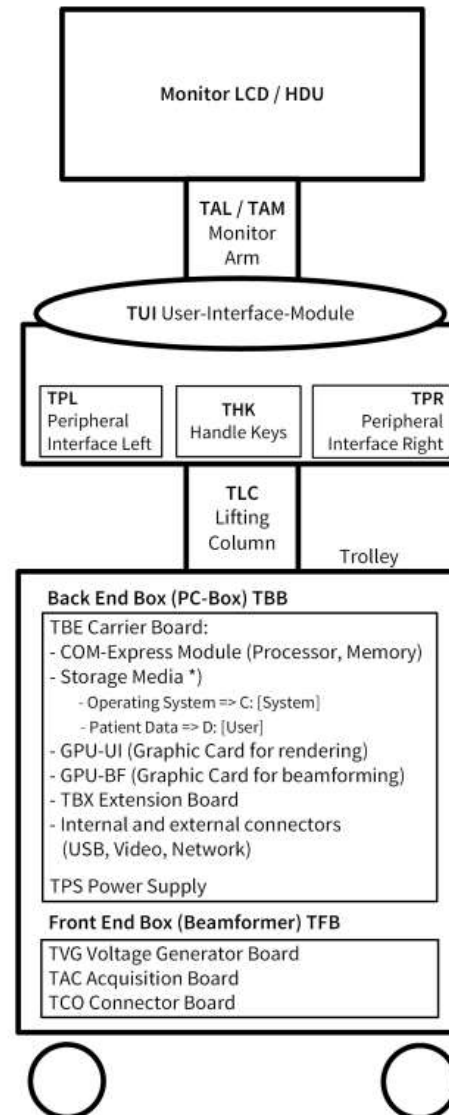 Monitor LCD / HDU
TAL / TAM
Monitor
Arm
TUI User-Interface-Module
TPL
Peripheral
Interface Left
THK
Handle Keys
TPR
Peripheral
Interface Right
TLC
Lifting
Column
Trolley
Back End Box (PC-Box) TBB
TBE Carrier Board:
- COM-Express Module (Processor, Memory)
- Storage Media *)
- Operating System => C: [System]
- Patient Data => D: [User]
- GPU-UI (Graphic Card for rendering)
- GPU-BF (Graphic Card for beamforming)
- TBX Extension Board
- Internal and external connectors
(USB, Video, Network)
TPS Power Supply
Front End Box (Beamformer) TFB
TVG Voltage Generator Board
TAC Acquisition Board
TCO Connector Board